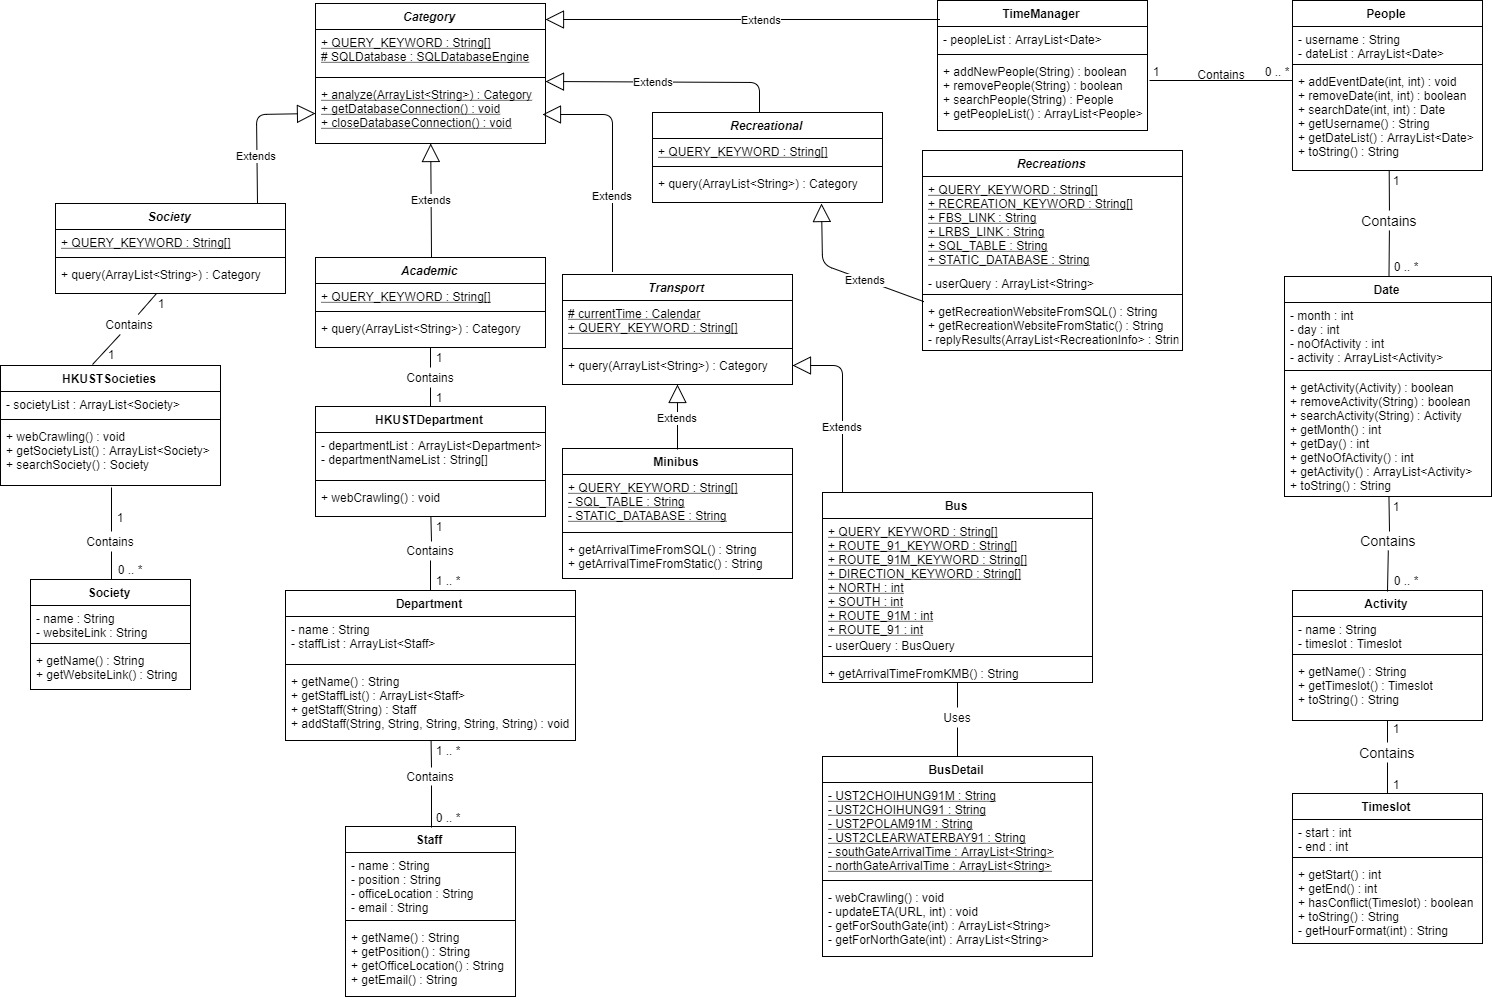 Category
+ QUERY_KEYWORD : String[]
# SQLDatabase : SQLDatabaseEngine
+ analyze(ArrayList<String>) : Category
+ getDatabaseConnection() : void
+ closeDatabaseConnection() : void
Extends
TimeManager
- peopleList : ArrayList<Date>
+ addNewPeople(String) : boolean
+ removePeople(String) : boolean
+ searchPeople(String) : People
+ getPeopleList() : ArrayList<People>
1
Contains
0 .. *
People
- username : String
- dateList : ArrayList<Date>
+ addEventDate(int, int) : void
+ removeDate(int, int) : boolean
+ searchDate(int, int) : Date
+ getUsername() : String
+ getDateList() : ArrayList<Date>
+ toString() : String
1
Contains
0 .. *
Extends
Recreational
+ QUERY_KEYWORD : String[]
+ query(ArrayList<String>) : Category
Extends
Recreations
+ QUERY_KEYWORD : String[]
+ RECREATION_KEYWORD : String[]
+ FBS_LINK : String
+ LRBS_LINK : String
+ SQL_TABLE : String
+ STATIC_DATABASE : String
- userQuery : ArrayList<String>
+ getRecreationWebsiteFromSQL() : String
+ getRecreationWebsiteFromStatic() : String
- replyResults(ArrayList<RecreationInfo> : Strin
Extends
Society
+ QUERY_KEYWORD : String[]
+ query(ArrayList<String>) : Category
1
Contains
1
HKUSTSocieties
- societyList : ArrayList<Society>
+ webCrawling() : void
+ getSocietyList() : ArrayList<Society>
+ searchSociety() : Society
1
Contains
0 .. *
Society
- name : String
- websiteLink : String
+ getName() : String
+ getWebsiteLink() : String
Extends
Academic
+ QUERY_KEYWORD : String[]
+ query(ArrayList<String>) : Category
1
Contains
1
HKUSTDepartment
- departmentList : ArrayList<Department>
- departmentNameList : String[]
+ webCrawling() : void
1
Contains
1 .. *
Department
- name : String
- staffList : ArrayList<Staff>
+ getName() : String
+ getStaffList() : ArrayList<Staff>
+ getStaff(String) : Staff
+ addStaff(String, String, String, String, String) : void
1 .. *
Contains
0 .. *
Staff
- name : String
- position : String
- officeLocation : String
- email : String
+ getName() : String
+ getPosition() : String
+ getOfficeLocation() : String
+ getEmail() : String
Extends
Transport
# currentTime : Calendar
+ QUERY_KEYWORD : String[]
+ query(ArrayList<String>) : Category
Extends
Minibus
+ QUERY_KEYWORD : String[]
- SQL_TABLE : String
- STATIC_DATABASE : String
+ getArrivalTimeFromSQL() : String
+ getArrivalTimeFromStatic() : String
Extends
Bus
+ QUERY_KEYWORD : String[]
+ ROUTE_91_KEYWORD : String[]
+ ROUTE_91M_KEYWORD : String[]
+ DIRECTION_KEYWORD : String[]
+ NORTH : int
+ SOUTH : int
+ ROUTE_91M : int
+ ROUTE_91 : int
- userQuery : BusQuery
+ getArrivalTimeFromKMB() : String
Uses
BusDetail
- UST2CHOIHUNG91M : String
- UST2CHOIHUNG91 : String
- UST2POLAM91M : String
- UST2CLEARWATERBAY91 : String
- southGateArrivalTime : ArrayList<String>
- northGateArrivalTime : ArrayList<String>
- webCrawling() : void
- updateETA(URL, int) : void
- getForSouthGate(int) : ArrayList<String>
- getForNorthGate(int) : ArrayList<String>
Date
- month : int
- day : int
- noOfActivity : int
- activity : ArrayList<Activity>
+ getActivity(Activity) : boolean
+ removeActivity(String) : boolean
+ searchActivity(String) : Activity
+ getMonth() : int
+ getDay() : int
+ getNoOfActivity() : int
+ getActivity() : ArrayList<Activity>
+ toString() : String
1
Contains
0 .. *
Activity
- name : String
- timeslot : Timeslot
+ getName() : String
+ getTimeslot() : Timeslot
+ toString() : String
1
Contains
1
Timeslot
- start : int
- end : int
+ getStart() : int
+ getEnd() : int
+ hasConflict(Timeslot) : boolean
+ toString() : String
- getHourFormat(int) : String